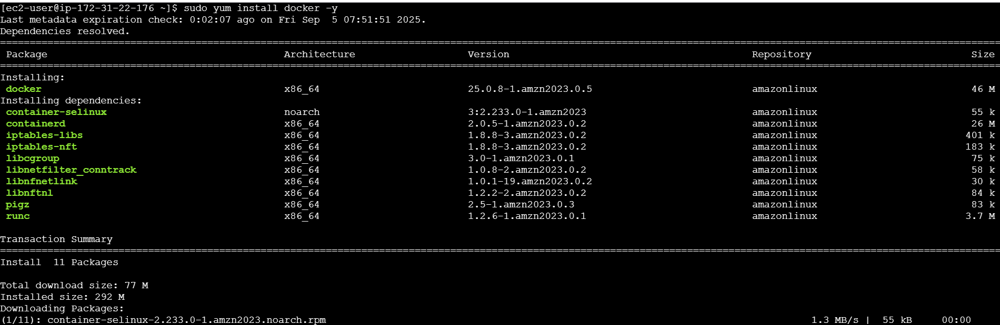 [ec2-user@ip-172-31-22-176 ~]$ sudo yum install docker -y
Last metadata expiration check: 0:02:07 ago on Fri Sep  5 07:51:51 2025.
Dependencies resolved.
Package Architecture Version Repository Size
Installing:
docker x86_64 25.0.8-1.amzn2023.0.5 amazonlinux 46 M
Installing dependencies:
container-selinux noarch 3:2.233.0-1.amzn2023 amazonlinux 55 k
containerd x86_64 2.0.5-1.amzn2023.0.2 amazonlinux 26 M
iptables-libs x86_64 1.8.8-3.amzn2023.0.2 amazonlinux 401 k
iptables-nft x86_64 1.8.8-3.amzn2023.0.2 amazonlinux 183 k
libcgroup x86_64 3.0-1.amzn2023.0.1 amazonlinux 75 k
libnetfilter_conntrack x86_64 1.0.8-2.amzn2023.0.2 amazonlinux 58 k
libnfnetlink x86_64 1.0.1-19.amzn2023.0.2 amazonlinux 30 k
libnftnl x86_64 1.2.2-2.amzn2023.0.2 amazonlinux 84 k
pigz x86_64 2.5-1.amzn2023.0.3 amazonlinux 83 k
runc x86_64 1.2.6-1.amzn2023.0.1 amazonlinux 3.7 M
Transaction Summary
Install  11 Packages
Total download size: 77 M
Installed size: 292 M
Downloading Packages:
(1/11): container-selinux-2.233.0-1.amzn2023.noarch.rpm 1.3 MB/s |  55 kB     00:00